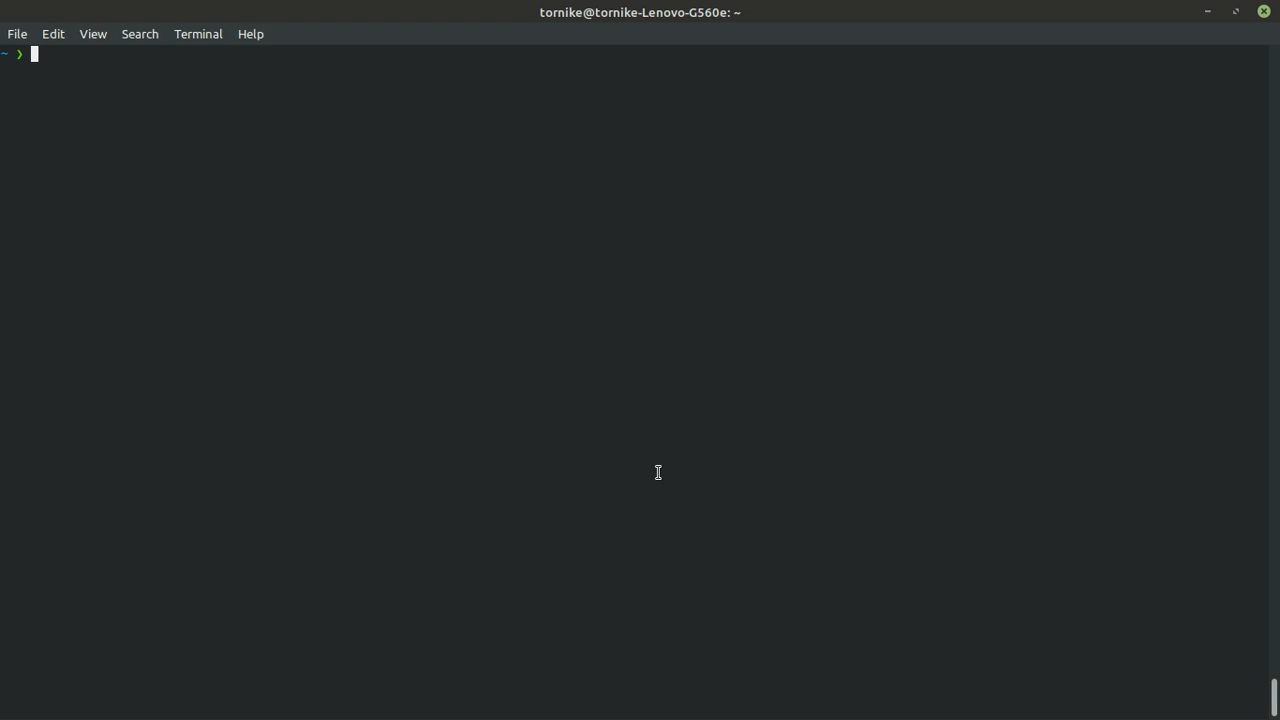 tornike@tornike-Lenovo-G560e: ~
File Edit View Search Terminal Help
~ ❯